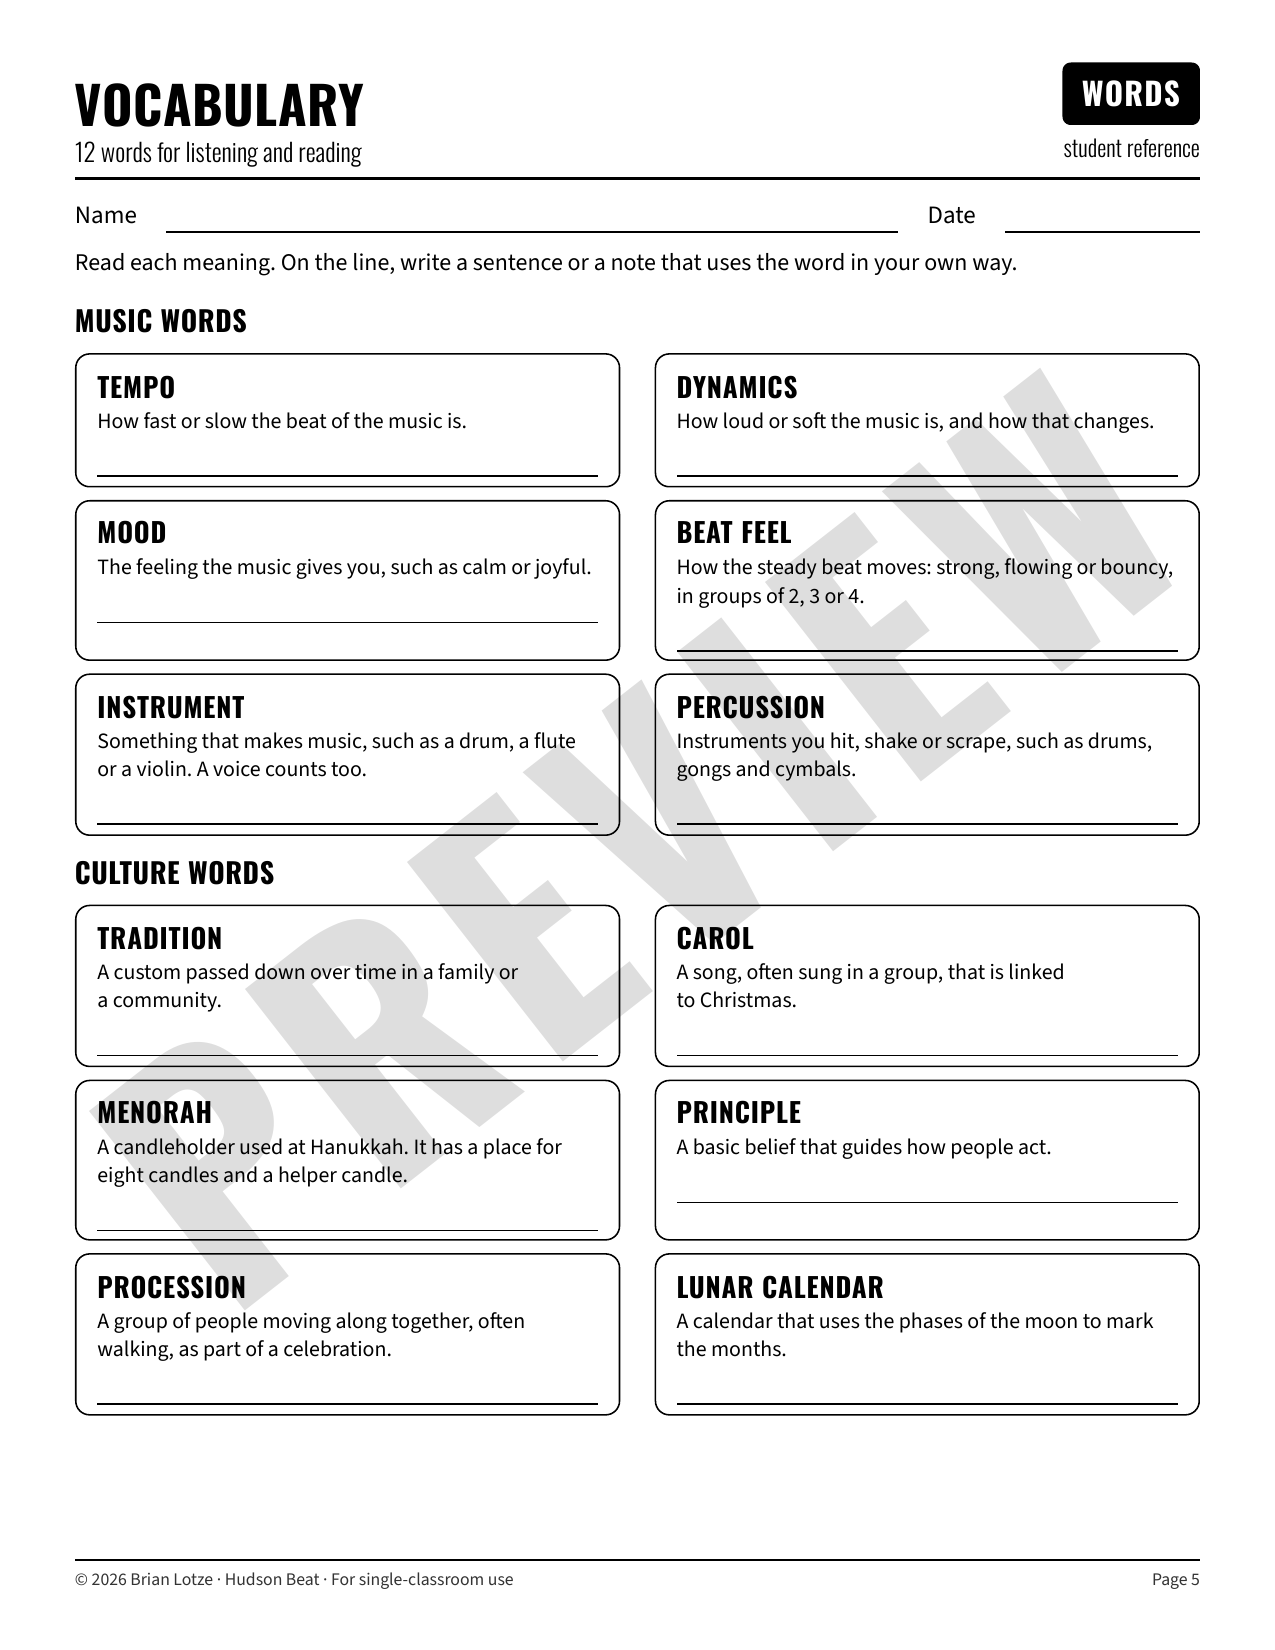 VOCABULARY
12 words for listening and reading
WORDS
student reference
Name
Date
Read each meaning. On the line, write a sentence or a note that uses the word in your own way.
MUSIC WORDS
TEMPO
How fast or slow the beat of the music is.
DYNAMICS
How loud or soft the music is, and how that changes.
MOOD
The feeling the music gives you, such as calm or joyful.
BEAT FEEL
How the steady beat moves: strong, flowing or bouncy,
in groups of 2, 3 or 4.
INSTRUMENT
Something that makes music, such as a drum, a flute
or a violin. A voice counts too.
PERCUSSION
Instruments you hit, shake or scrape, such as drums,
gongs and cymbals.
CULTURE WORDS
TRADITION
A custom passed down over time in a family or
a community.
CAROL
A song, often sung in a group, that is linked
to Christmas.
MENORAH
A candleholder used at Hanukkah. It has a place for
eight candles and a helper candle.
PRINCIPLE
A basic belief that guides how people act.
PROCESSION
A group of people moving along together, often
walking, as part of a celebration.
LUNAR CALENDAR
A calendar that uses the phases of the moon to mark
the months.
PREVIEW
© 2026 Brian Lotze · Hudson Beat · For single-classroom use
Page 5